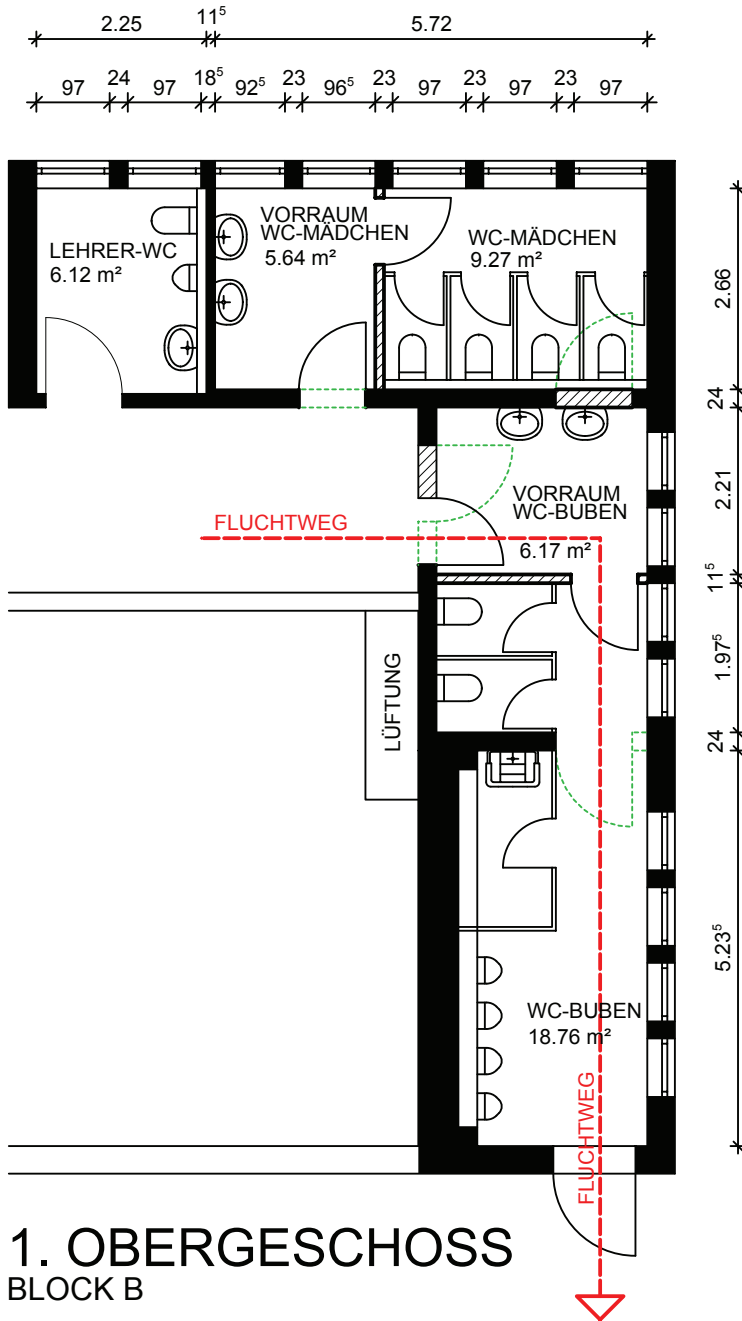 2.25 11⁵ 5.72
97 24 97 18⁵ 92⁵ 23 96⁵ 23 97 23 97 23 97
LEHRER-WC
6.12 m²
VORRAUM
WC-MÄDCHEN
5.64 m²
WC-MÄDCHEN
9.27 m²
2.66
24
2.21
11⁵
1.97⁵
24
5.23⁵
FLUCHTWEG
VORRAUM
WC-BUBEN
6.17 m²
LÜFTUNG
WC-BUBEN
18.76 m²
FLUCHTWEG
1. OBERGESCHOSS
BLOCK B